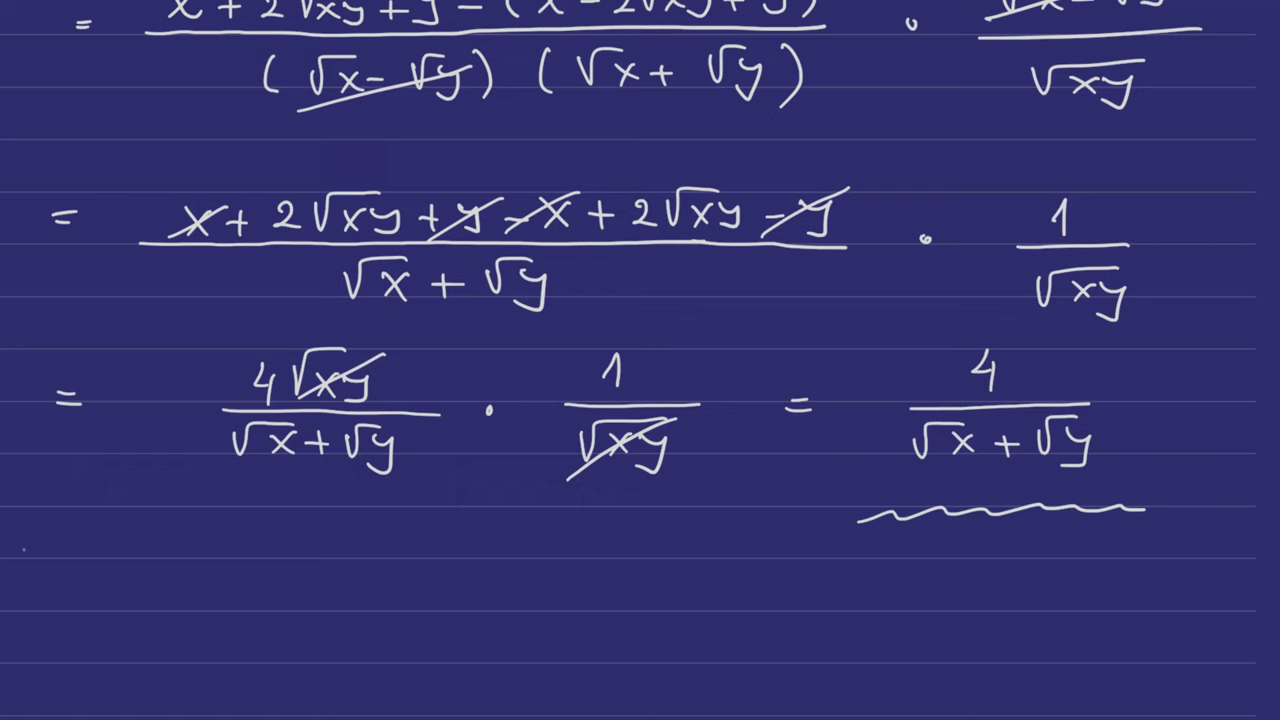 = x + 2√xy + y - (x - 2√xy + y) / (√x - √y) (√x + √y) · √x - √y / √xy
= x + 2√xy + y - x + 2√xy - y / √x + √y · 1 / √xy
= 4√xy / √x + √y · 1 / √xy = 4 / √x + √y